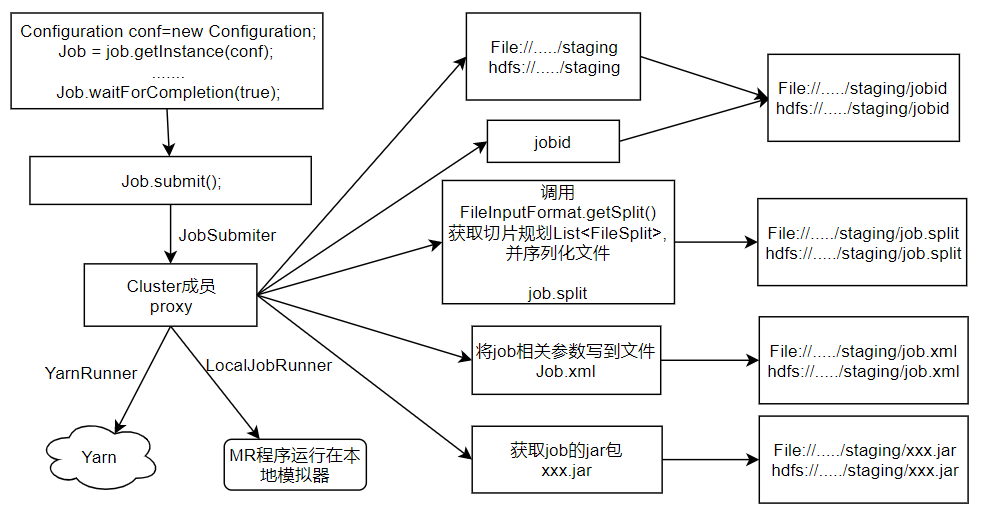 Configuration conf=new Configuration;
Job = job.getInstance(conf);
.......
Job.waitForCompletion(true);
Job.submit();
JobSubmiter
Cluster成员
proxy
YarnRunner
LocalJobRunner
Yarn
MR程序运行在本
地模拟器
File://...../staging
hdfs://...../staging
jobid
File://...../staging/jobid
hdfs://...../staging/jobid
调用
FileInputFormat.getSplit()
获取切片规划List<FileSplit>,
并序列化文件
job.split
File://...../staging/job.split
hdfs://...../staging/job.split
将job相关参数写到文件
Job.xml
File://...../staging/job.xml
hdfs://...../staging/job.xml
获取job的jar包
xxx.jar
File://...../staging/xxx.jar
hdfs://...../staging/xxx.jar